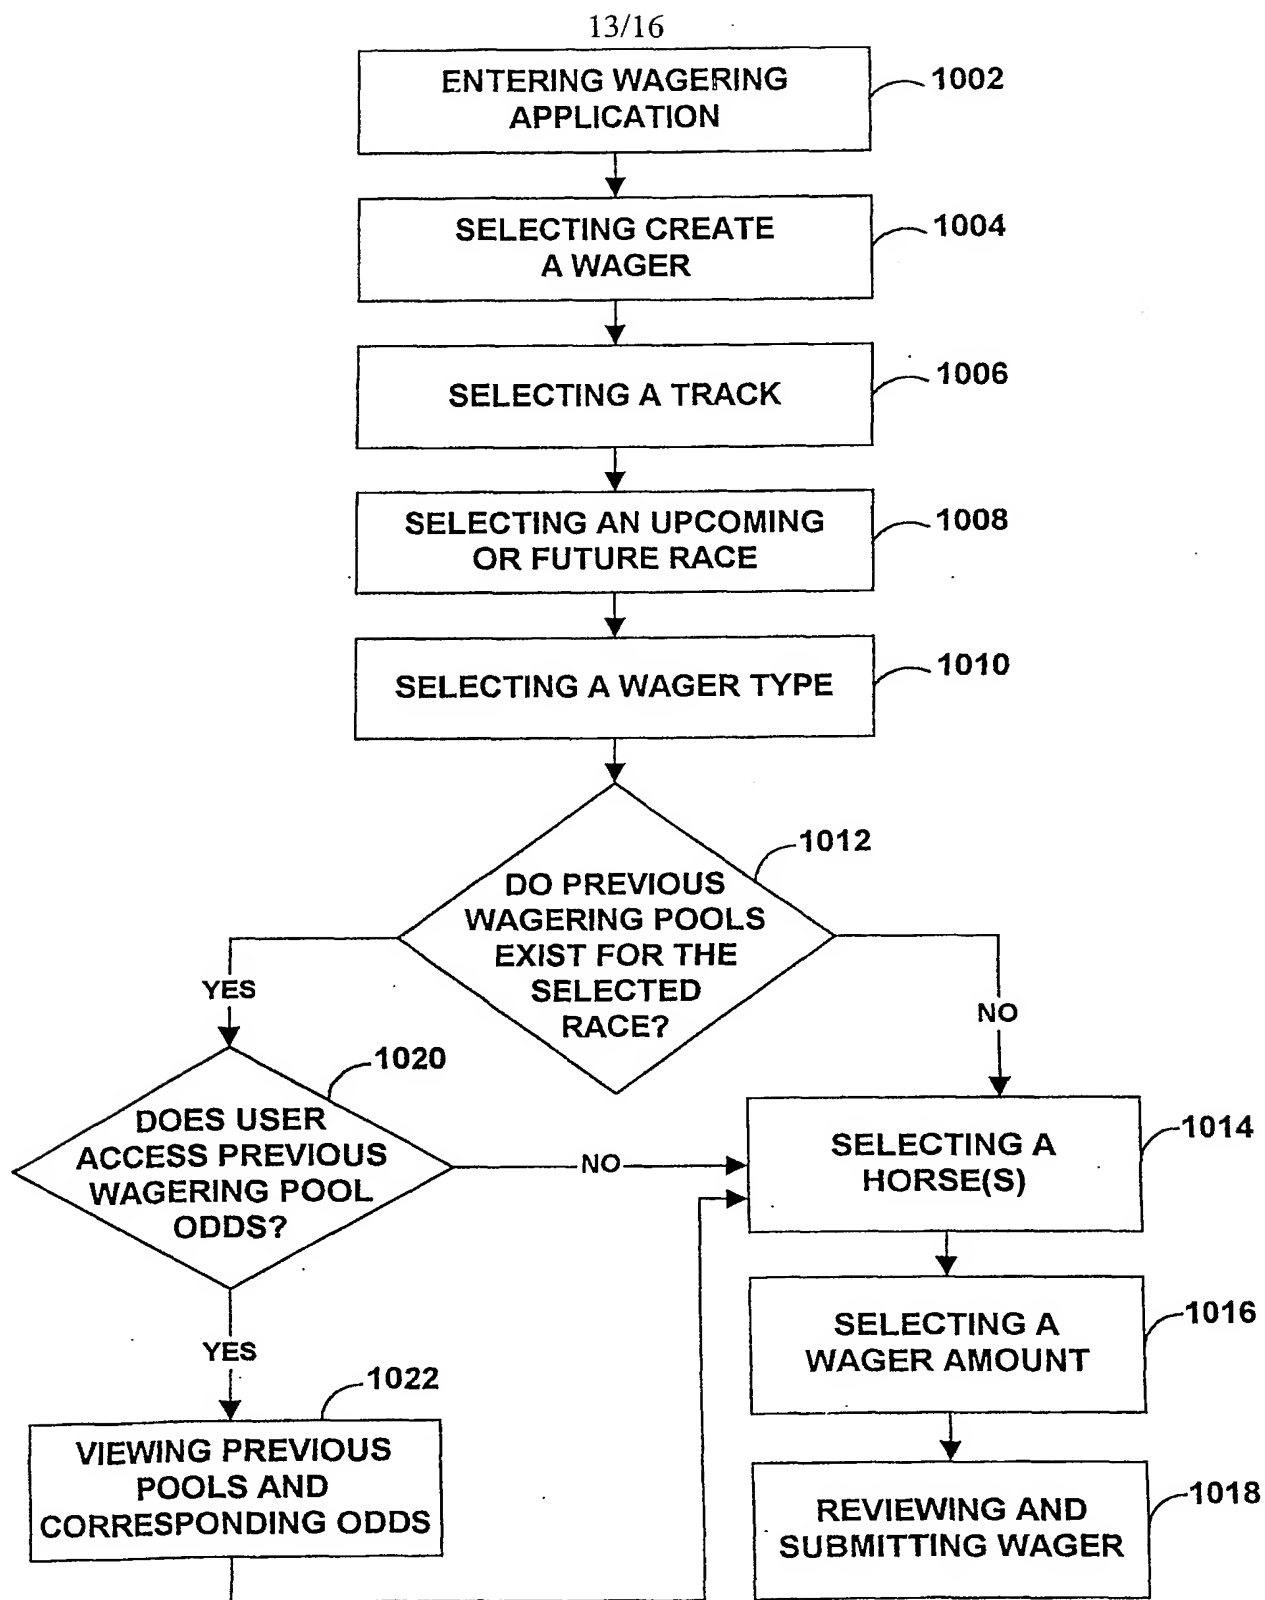 13/16
ENTERING WAGERING
APPLICATION
1002
SELECTING CREATE
A WAGER
1004
SELECTING A TRACK
1006
SELECTING AN UPCOMING
OR FUTURE RACE
1008
SELECTING A WAGER TYPE
1010
DO PREVIOUS
WAGERING POOLS
EXIST FOR THE
SELECTED
RACE?
1012
YES
NO
DOES USER
ACCESS PREVIOUS
WAGERING POOL
ODDS?
1020
NO
SELECTING A
HORSE(S)
1014
YES
SELECTING A
WAGER AMOUNT
1016
VIEWING PREVIOUS
POOLS AND
CORRESPONDING ODDS
1022
REVIEWING AND
SUBMITTING WAGER
1018